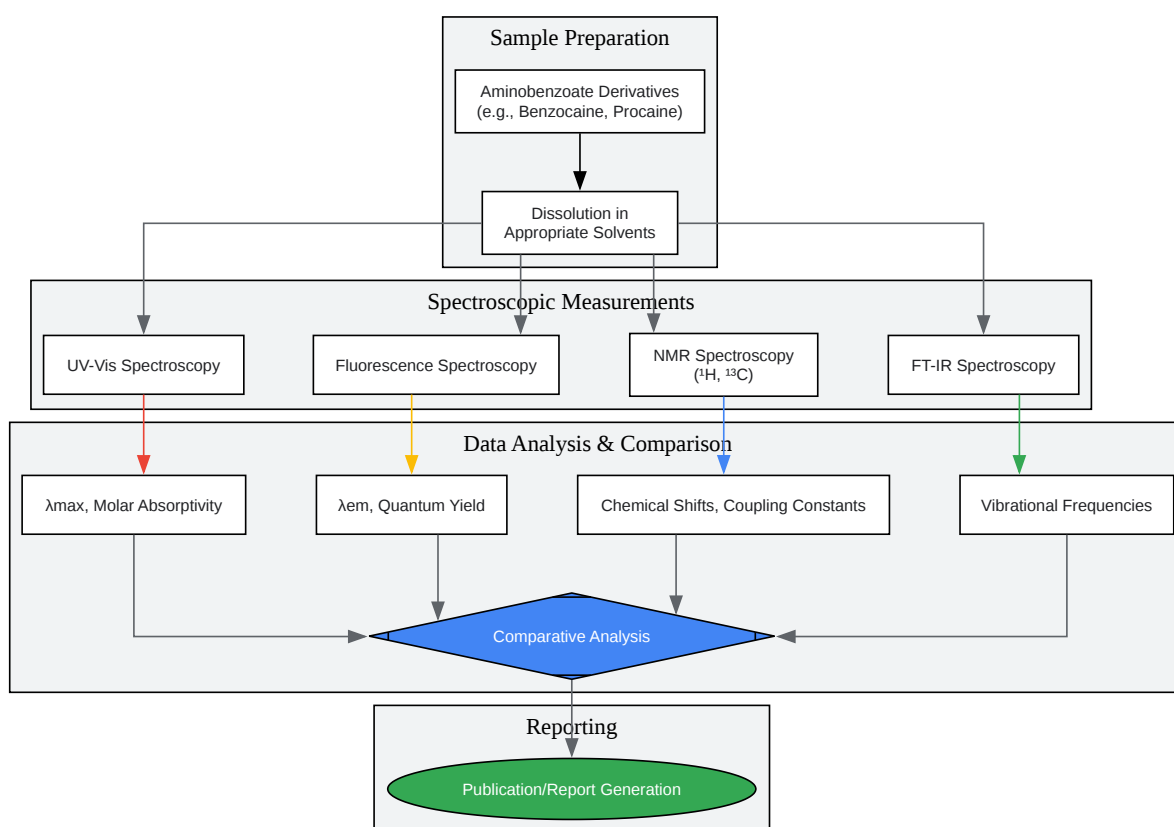 Sample Preparation
Aminobenzoate Derivatives
(e.g., Benzocaine, Procaine)
Dissolution in
Appropriate Solvents
Spectroscopic Measurements
UV-Vis Spectroscopy
Fluorescence Spectroscopy
NMR Spectroscopy
(¹H, ¹³C)
FT-IR Spectroscopy
Data Analysis & Comparison
λmax, Molar Absorptivity
λem, Quantum Yield
Chemical Shifts, Coupling Constants
Vibrational Frequencies
Comparative Analysis
Reporting
Publication/Report Generation